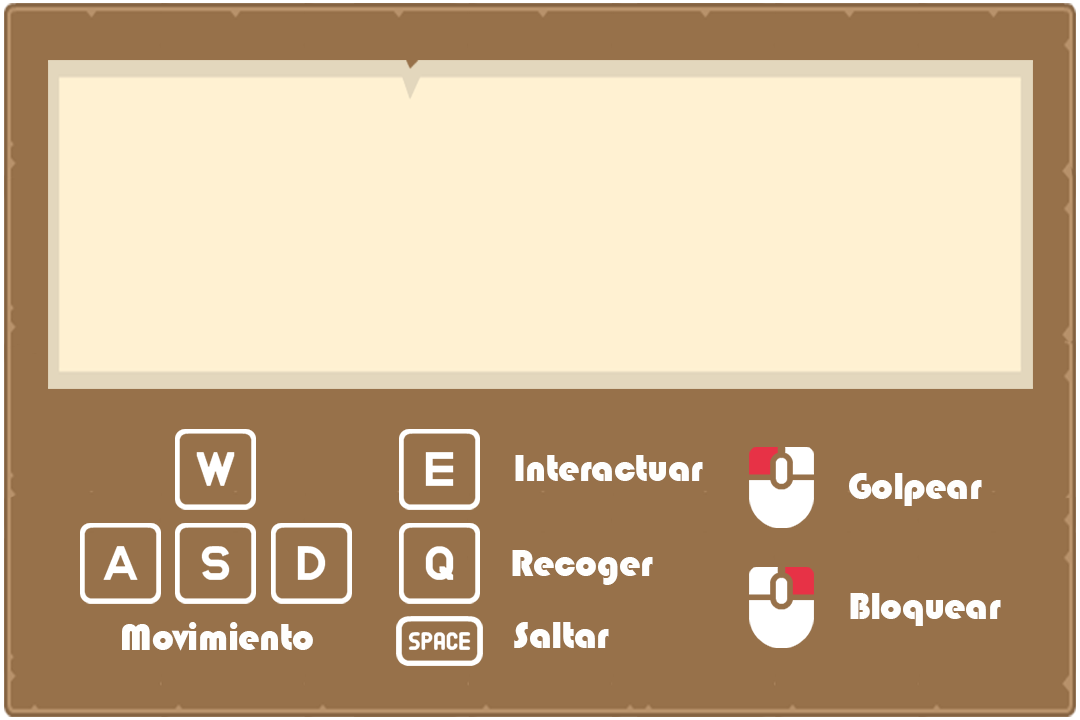 W
E
Interactuar
Golpear
A S D
Q
Recoger
Bloquear
Movimiento
SPACE
Saltar